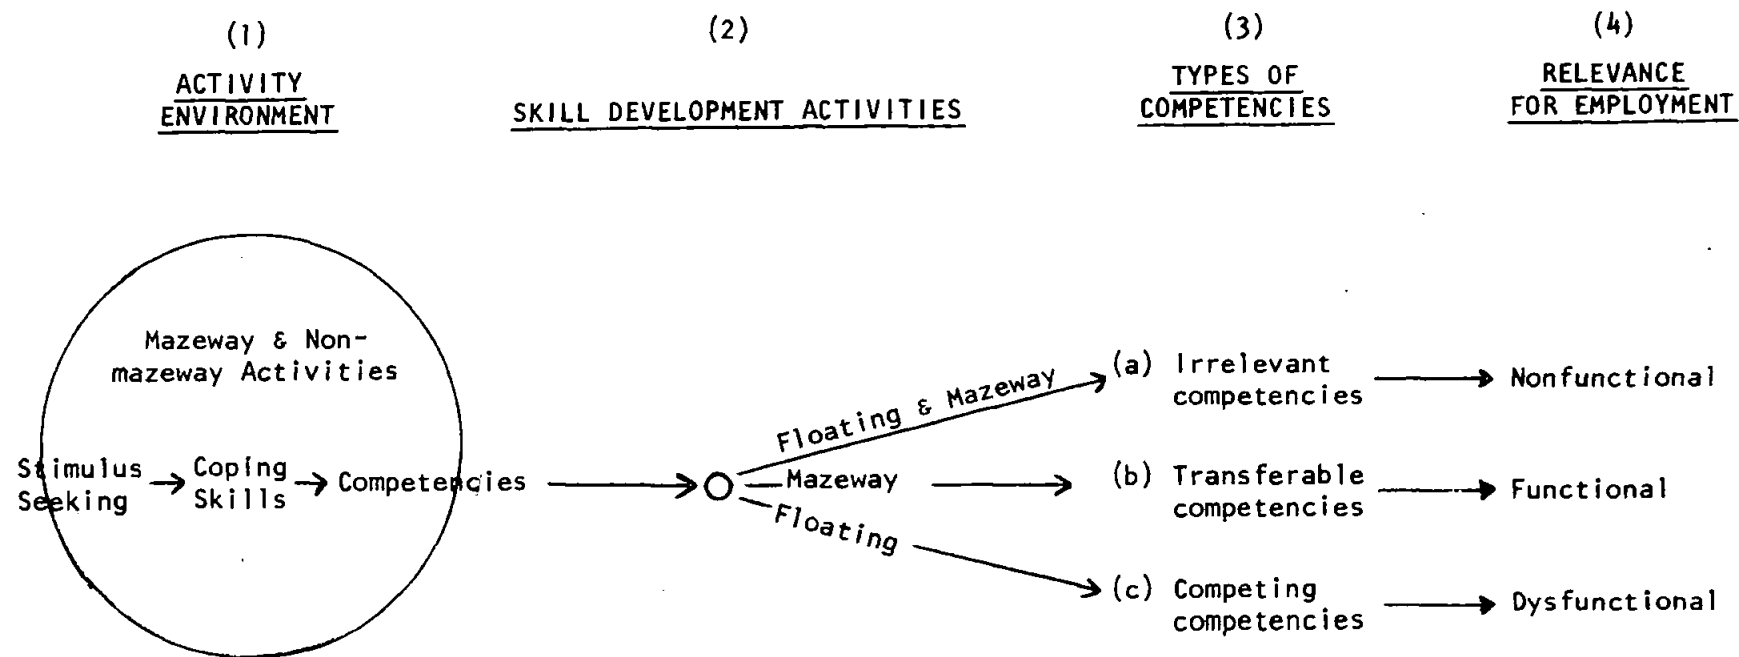 (1)
ACTIVITY
ENVIRONMENT
(2)
SKILL DEVELOPMENT ACTIVITIES
(3)
TYPES OF
COMPETENCIES
(4)
RELEVANCE
FOR EMPLOYMENT
Mazeway & Non-
mazeway Activities
Stimulus
Seeking
Coping
Skills
Competencies
Floating & Mazeway
Mazeway
Floating
(a) Irrelevant
competencies
Nonfunctional
(b) Transferable
competencies
Functional
(c) Competing
competencies
Dysfunctional